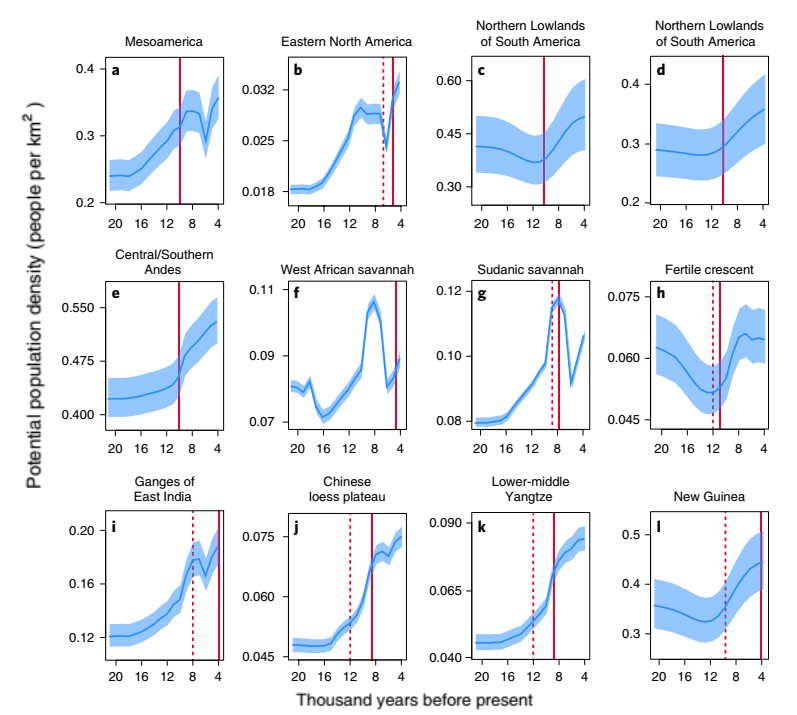 Potential population density (people per km²)
Mesoamerica
a
0.4
0.3
0.2
20 16 12 8 4
Eastern North America
b
0.032
0.025
0.018
20 16 12 8 4
Northern Lowlands
of South America
c
0.60
0.45
0.30
20 16 12 8 4
Northern Lowlands
of South America
d
0.4
0.3
0.2
20 16 12 8 4
Central/Southern
Andes
e
0.550
0.475
0.400
20 16 12 8 4
West African savannah
f
0.11
0.09
0.07
20 16 12 8 4
Sudanic savannah
g
0.12
0.10
0.08
20 16 12 8 4
Fertile crescent
h
0.075
0.060
0.045
20 16 12 8 4
Ganges of
East India
i
0.20
0.16
0.12
20 16 12 8 4
Chinese
loess plateau
j
0.075
0.060
0.045
20 16 12 8 4
Lower-middle
Yangtze
k
0.090
0.065
0.040
20 16 12 8 4
New Guinea
l
0.5
0.4
0.3
20 16 12 8 4
Thousand years before present